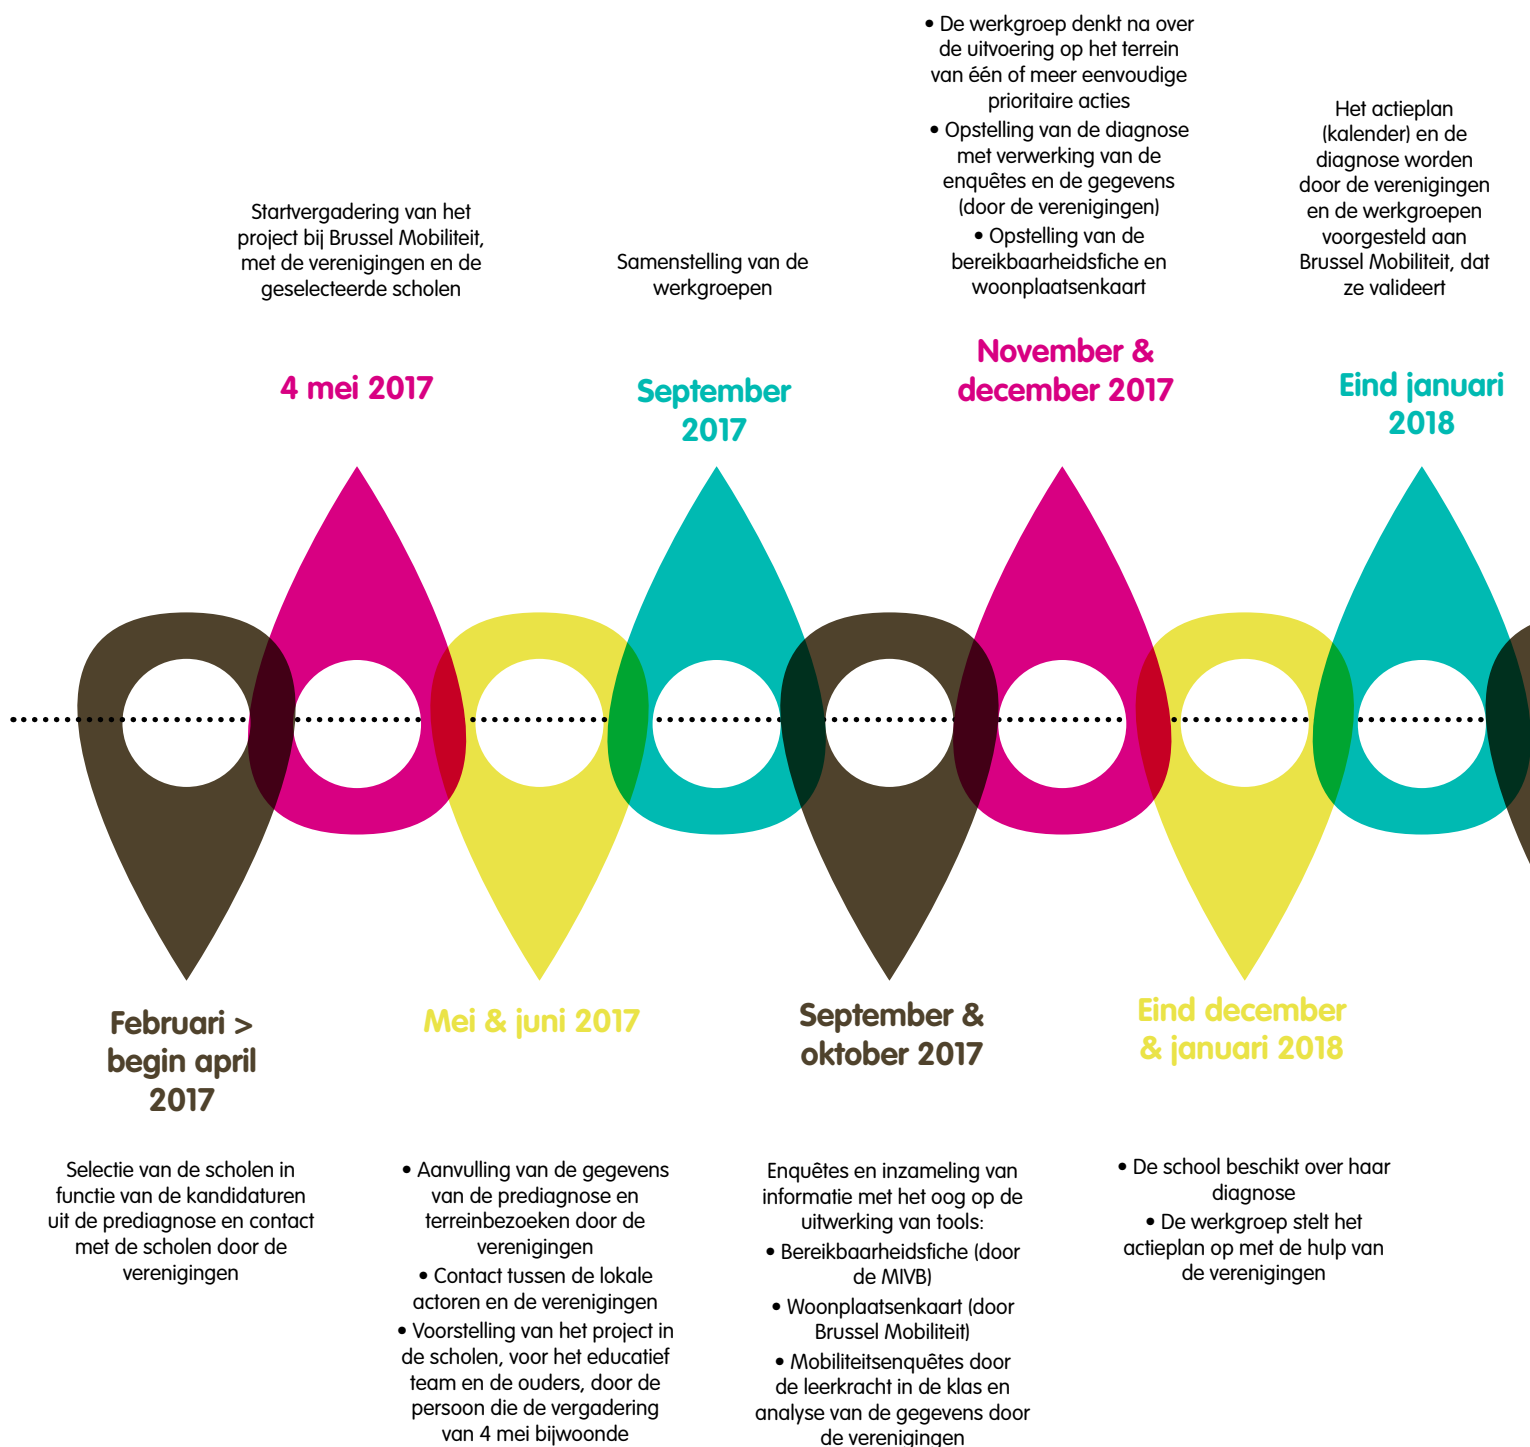 Februari >
begin april
2017
Selectie van de scholen in
functie van de kandidaturen
uit de prediagnose en contact
met de scholen door de
verenigingen
Startvergadering van het
project bij Brussel Mobiliteit,
met de verenigingen en de
geselecteerde scholen
4 mei 2017
Mei & juni 2017
• Aanvulling van de gegevens
van de prediagnose en
terreinbezoeken door de
verenigingen
• Contact tussen de lokale
actoren en de verenigingen
• Voorstelling van het project in
de scholen, voor het educatief
team en de ouders, door de
persoon die de vergadering
van 4 mei bijwoonde
Samenstelling van de
werkgroepen
September
2017
September &
oktober 2017
Enquêtes en inzameling van
informatie met het oog op de
uitwerking van tools:
• Bereikbaarheidsfiche (door
de MIVB)
• Woonplaatsenkaart (door
Brussel Mobiliteit)
• Mobiliteitsenquêtes door
de leerkracht in de klas en
analyse van de gegevens door
de verenigingen
• De werkgroep denkt na over
de uitvoering op het terrein
van één of meer eenvoudige
prioritaire acties
• Opstelling van de diagnose
met verwerking van de
enquêtes en de gegevens
(door de verenigingen)
• Opstelling van de
bereikbaarheidsfiche en
woonplaatsenkaart
November &
december 2017
Eind december
& januari 2018
• De school beschikt over haar
diagnose
• De werkgroep stelt het
actieplan op met de hulp van
de verenigingen
Het actieplan
(kalender) en de
diagnose worden
door de verenigingen
en de werkgroepen
voorgesteld aan
Brussel Mobiliteit, dat
ze valideert
Eind januari
2018